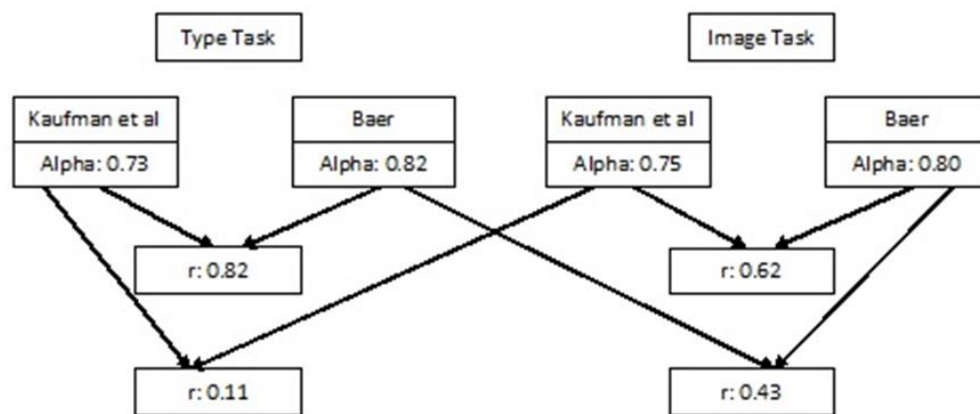 Type Task
Image Task
Kaufman et al
Baer
Kaufman et al
Baer
Alpha: 0.73
Alpha: 0.82
Alpha: 0.75
Alpha: 0.80
r: 0.82
r: 0.62
r: 0.11
r: 0.43